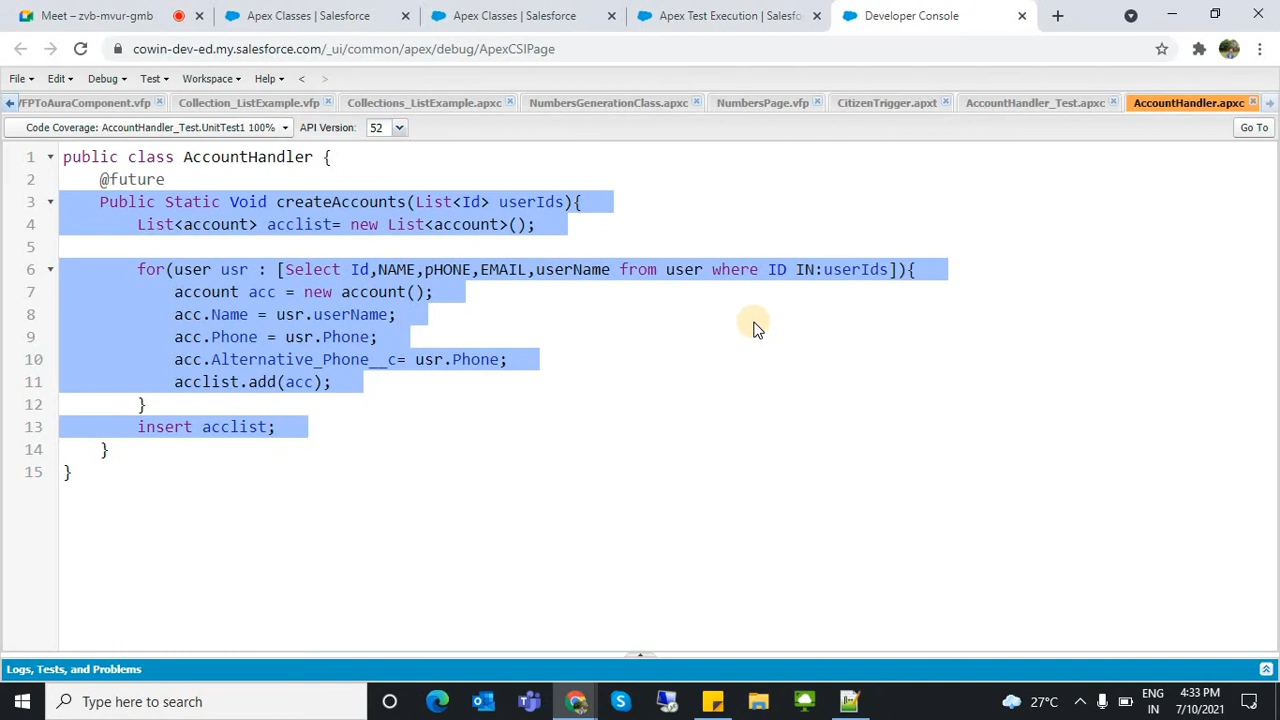 Meet – zvb-mvur-gmb
Apex Classes | Salesforce
Apex Classes | Salesforce
Apex Test Execution | Salesfo
Developer Console
cowin-dev-ed.my.salesforce.com/_ui/common/apex/debug/ApexCSIPage
File Edit Debug Test Workspace Help < >
VFPToAuraComponent.vfp Collection_ListExample.vfp Collections_ListExample.apxc NumbersGenerationClass.apxc NumbersPage.vfp CitizenTrigger.apxt AccountHandler_Test.apxc AccountHandler.apxc
Code Coverage: AccountHandler_Test.UnitTest1 100% API Version: 52 Go To
1 public class AccountHandler {
2 @future
3 Public Static Void createAccounts(List<Id> userIds){
4 List<account> acclist= new List<account>();
5
6 for(user usr : [Select Id,NAME,pHONE,EMAIL,userName from user where ID IN:userIds]){
7 account acc = new account();
8 acc.Name = usr.userName;
9 acc.Phone = usr.Phone;
10 acc.Alternative_Phone__c= usr.Phone;
11 acclist.add(acc);
12 }
13 insert acclist;
14 }
15 }
Logs, Tests, and Problems
Type here to search
27°C
ENG
IN
4:33 PM
7/10/2021